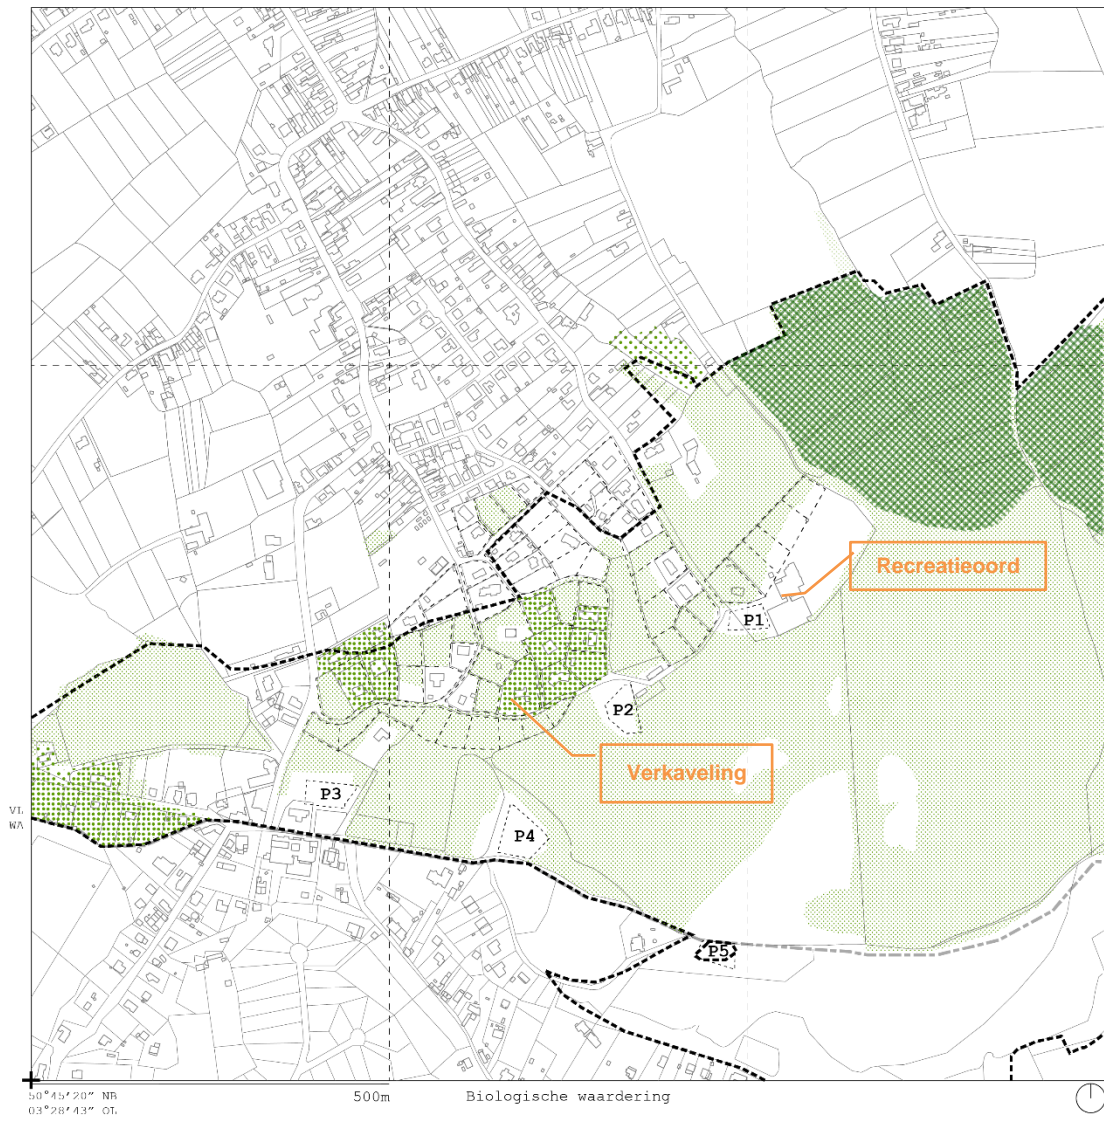 Recreatieoord
P1
P2
Verkaveling
P3
VL
WA
P4
P5
50°45'20" NB
03°28'43" OL
500m
Biologische waardering